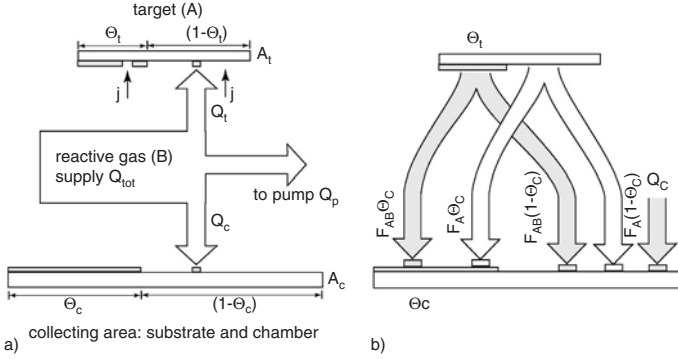 target (A)
Θt
(1-Θt)
At
j
j
Qt
reactive gas (B)
supply Qtot
to pump Qp
Qc
Ac
Θc
(1-Θc)
a) collecting area: substrate and chamber
Θt
FABΘC
FAΘC
FAB(1-ΘC)
FA(1-ΘC)
QC
Θc
b)